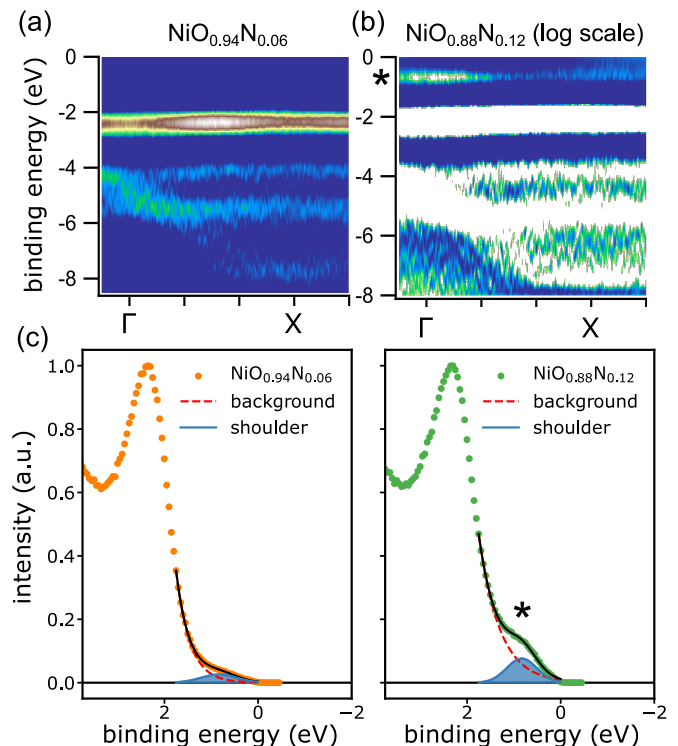 (a) NiO0.94N0.06
(b) NiO0.88N0.12 (log scale)
binding energy (eV)
0
−2
−4
−6
−8
Γ X
*
0
−2
−4
−6
−8
Γ X
(c)
intensity (a.u.)
1.0
0.8
0.6
0.4
0.2
0.0
NiO0.94N0.06
background
shoulder
2 0 −2
binding energy (eV)
NiO0.88N0.12
background
shoulder
*
2 0 −2
binding energy (eV)